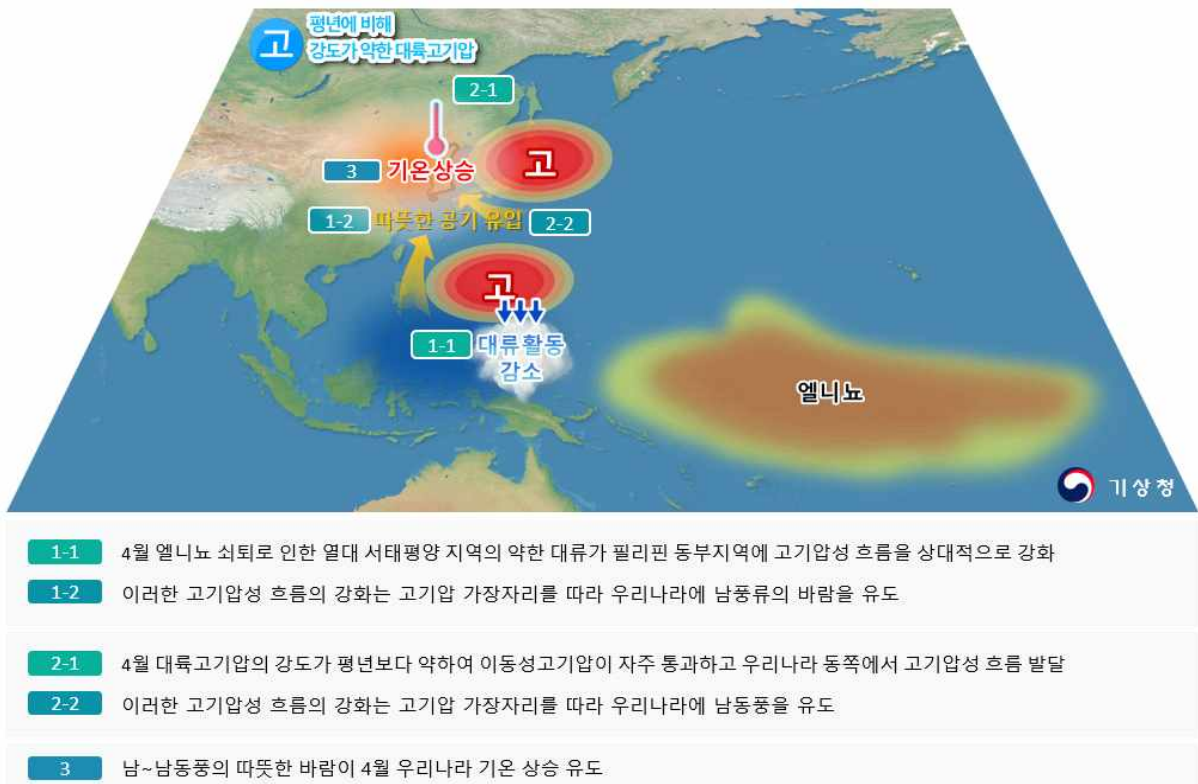 고
평년에 비해
강도가 약한 대륙고기압
2-1
고
3
기온상승
1-2
따뜻한 공기 유입
2-2
고
1-1
대류활동
감소
엘니뇨
기상청
1-1 4월 엘니뇨 쇠퇴로 인한 열대 서태평양 지역의 약한 대류가 필리핀 동부지역에 고기압성 흐름을 상대적으로 강화
1-2 이러한 고기압성 흐름의 강화는 고기압 가장자리를 따라 우리나라에 남풍류의 바람을 유도
2-1 4월 대륙고기압의 강도가 평년보다 약하여 이동성고기압이 자주 통과하고 우리나라 동쪽에서 고기압성 흐름 발달
2-2 이러한 고기압성 흐름의 강화는 고기압 가장자리를 따라 우리나라에 남동풍을 유도
3 남~남동풍의 따뜻한 바람이 4월 우리나라 기온 상승 유도